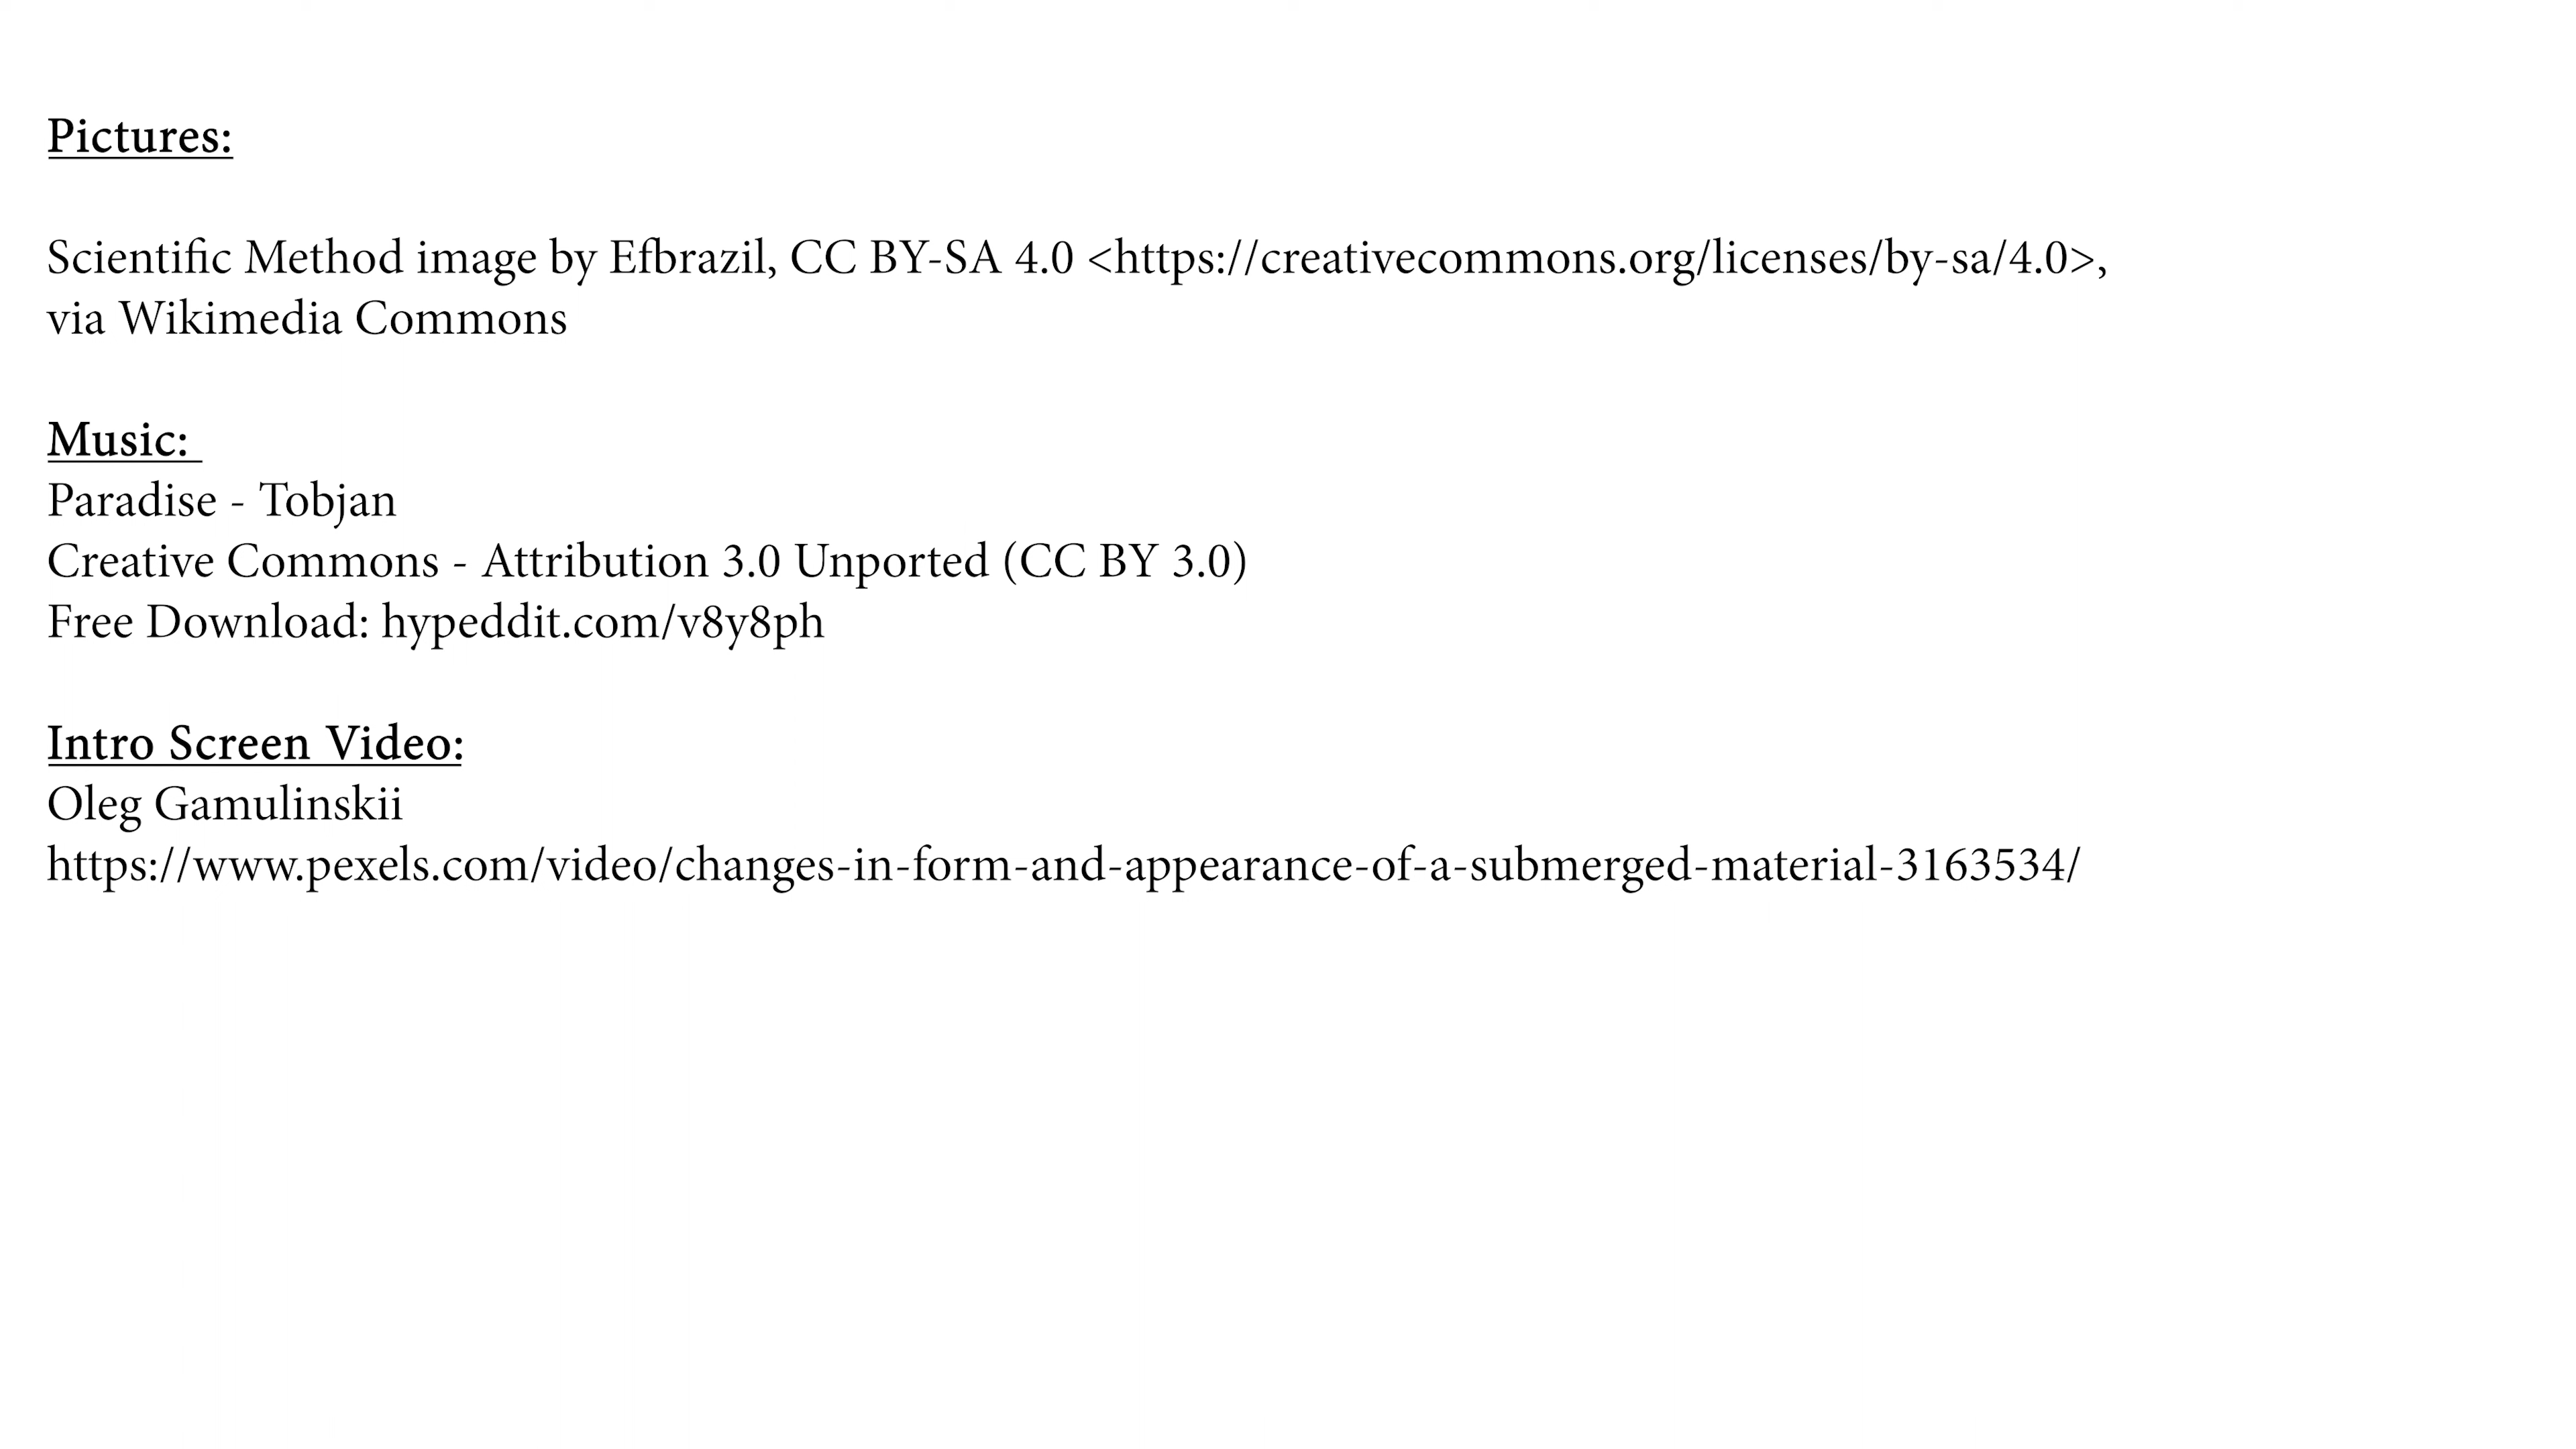 Pictures:
Scientific Method image by Efbrazil, CC BY-SA 4.0 <https://creativecommons.org/licenses/by-sa/4.0>,
via Wikimedia Commons
Music:
Paradise - Tobjan
Creative Commons - Attribution 3.0 Unported (CC BY 3.0)
Free Download: hypeddit.com/v8y8ph
Intro Screen Video:
Oleg Gamulinskii
https://www.pexels.com/video/changes-in-form-and-appearance-of-a-submerged-material-3163534/